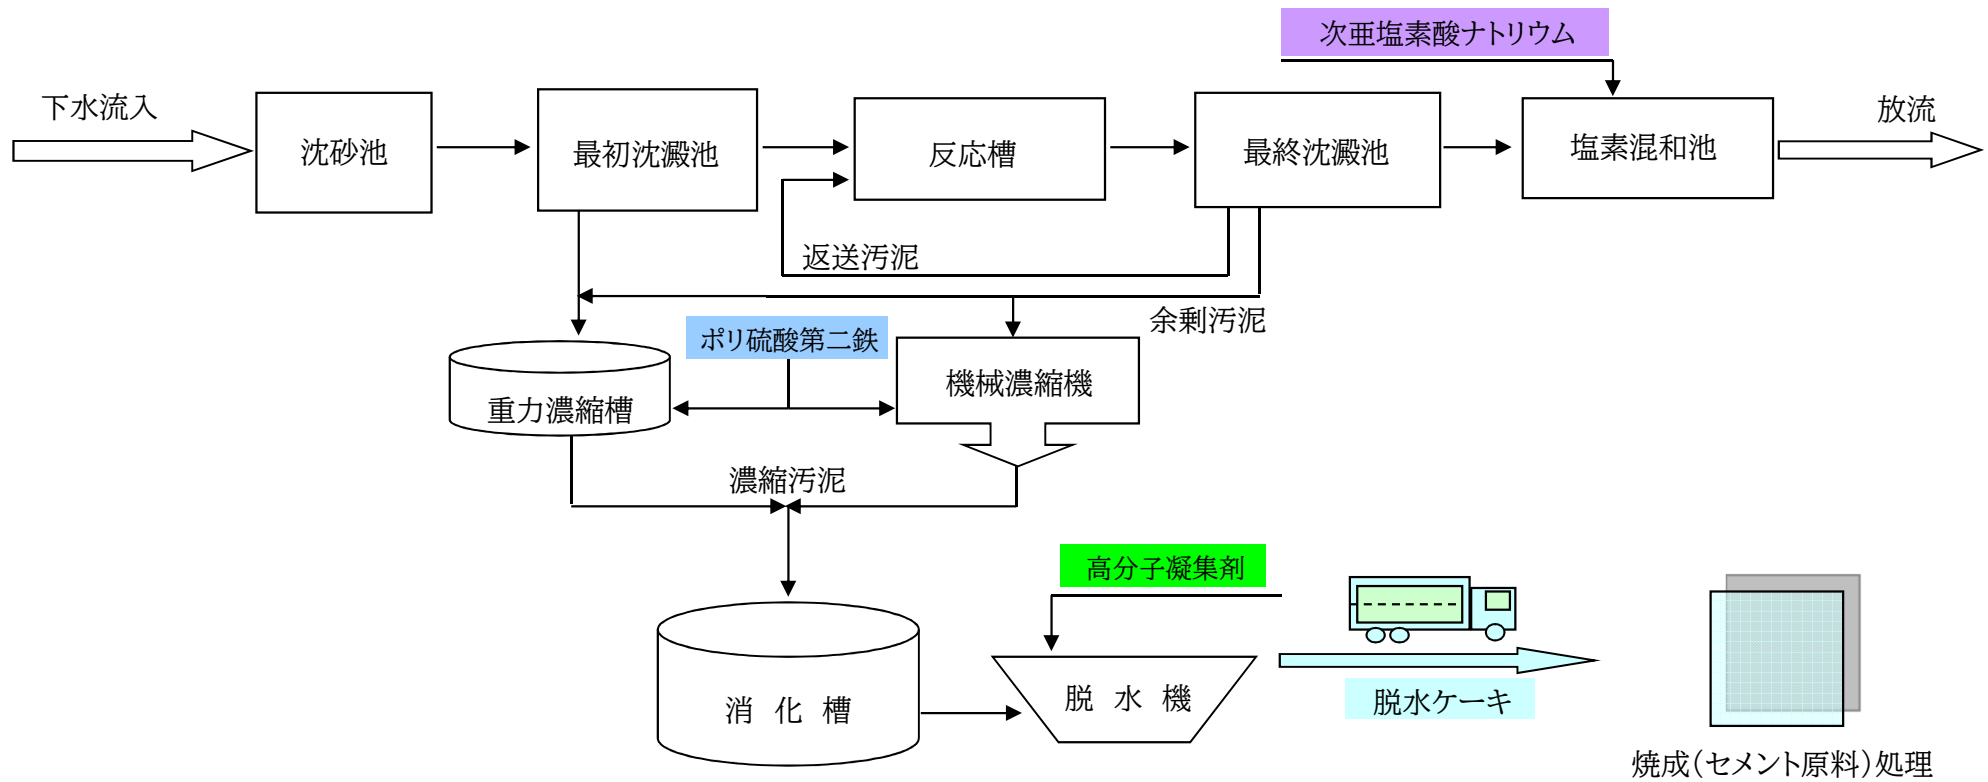 次亜塩素酸ナトリウム
下水流入
沈砂池
最初沈澱池
反応槽
最終沈澱池
塩素混和池
放流
返送汚泥
余剰汚泥
ポリ硫酸第二鉄
重力濃縮槽
機械濃縮機
濃縮汚泥
高分子凝集剤
消 化 槽
脱 水 機
脱水ケーキ
焼成(セメント原料)処理